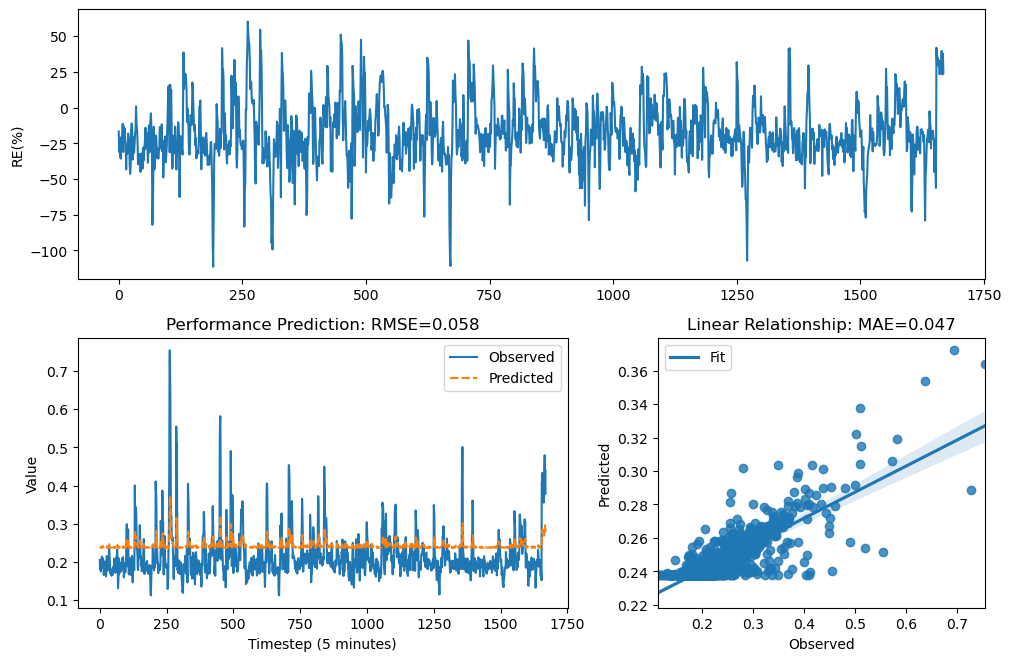 RE(%)
50
25
0
−25
−50
−75
−100
0 250 500 750 1000 1250 1500 1750
Performance Prediction: RMSE=0.058
Value
0.7
0.6
0.5
0.4
0.3
0.2
0.1
Observed
Predicted
0 250 500 750 1000 1250 1500 1750
Timestep (5 minutes)
Linear Relationship: MAE=0.047
Predicted
0.36
0.34
0.32
0.30
0.28
0.26
0.24
0.22
Fit
0.2 0.3 0.4 0.5 0.6 0.7
Observed